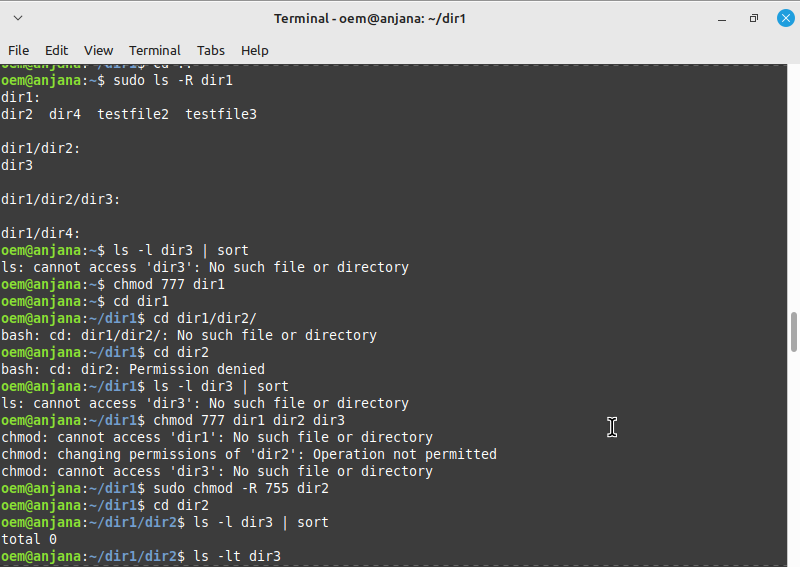 Terminal - oem@anjana: ~/dir1
File Edit View Terminal Tabs Help
oem@anjana:~/dir1$ cd ..
oem@anjana:~$ sudo ls -R dir1
dir1:
dir2  dir4  testfile2  testfile3
dir1/dir2:
dir3
dir1/dir2/dir3:
dir1/dir4:
oem@anjana:~$ ls -l dir3 | sort
ls: cannot access 'dir3': No such file or directory
oem@anjana:~$ chmod 777 dir1
oem@anjana:~$ cd dir1
oem@anjana:~/dir1$ cd dir1/dir2/
bash: cd: dir1/dir2/: No such file or directory
oem@anjana:~/dir1$ cd dir2
bash: cd: dir2: Permission denied
oem@anjana:~/dir1$ ls -l dir3 | sort
ls: cannot access 'dir3': No such file or directory
oem@anjana:~/dir1$ chmod 777 dir1 dir2 dir3
chmod: cannot access 'dir1': No such file or directory
chmod: changing permissions of 'dir2': Operation not permitted
chmod: cannot access 'dir3': No such file or directory
oem@anjana:~/dir1$ sudo chmod -R 755 dir2
oem@anjana:~/dir1$ cd dir2
oem@anjana:~/dir1/dir2$ ls -l dir3 | sort
total 0
oem@anjana:~/dir1/dir2$ ls -lt dir3